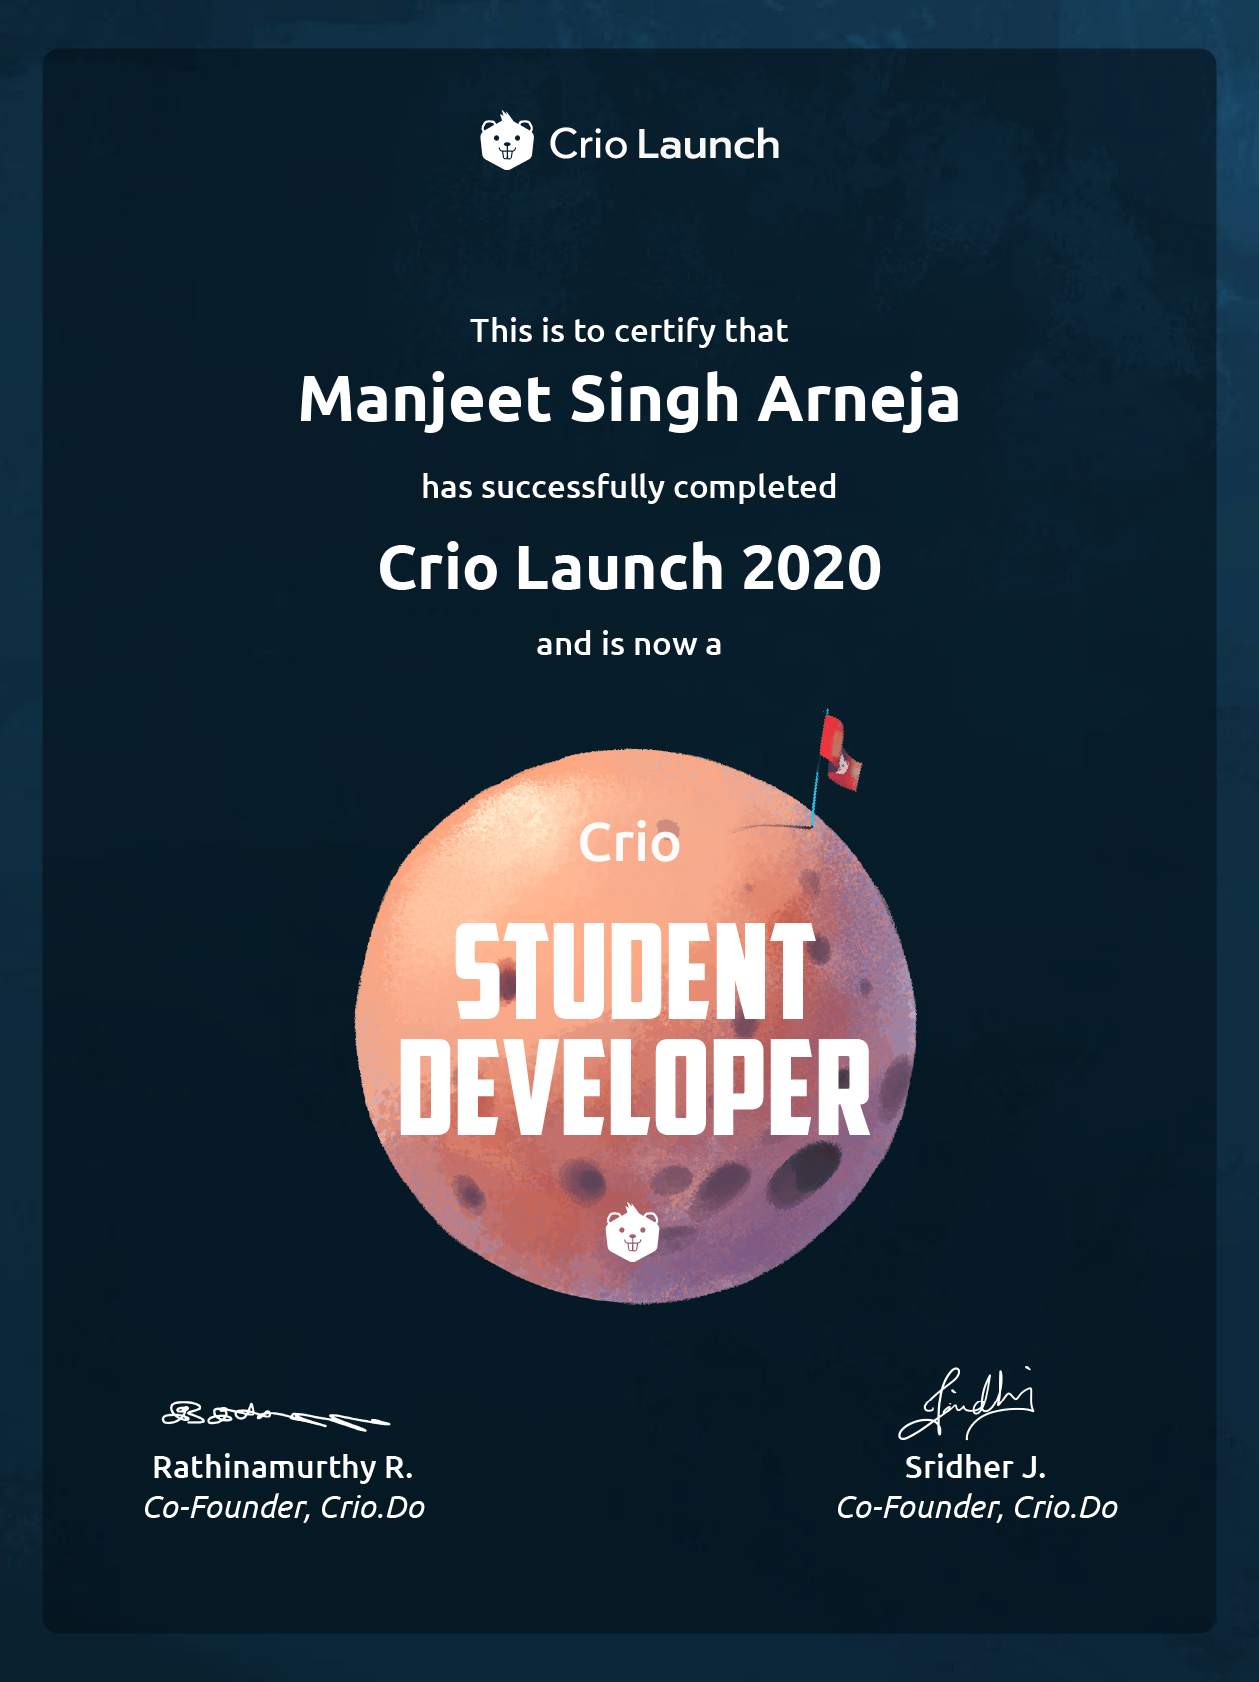 Crio Launch
This is to certify that
Manjeet Singh Arneja
has successfully completed
Crio Launch 2020
and is now a
Crio
STUDENT
DEVELOPER
Rathinamurthy R.
Co-Founder, Crio.Do
Sridher J.
Co-Founder, Crio.Do